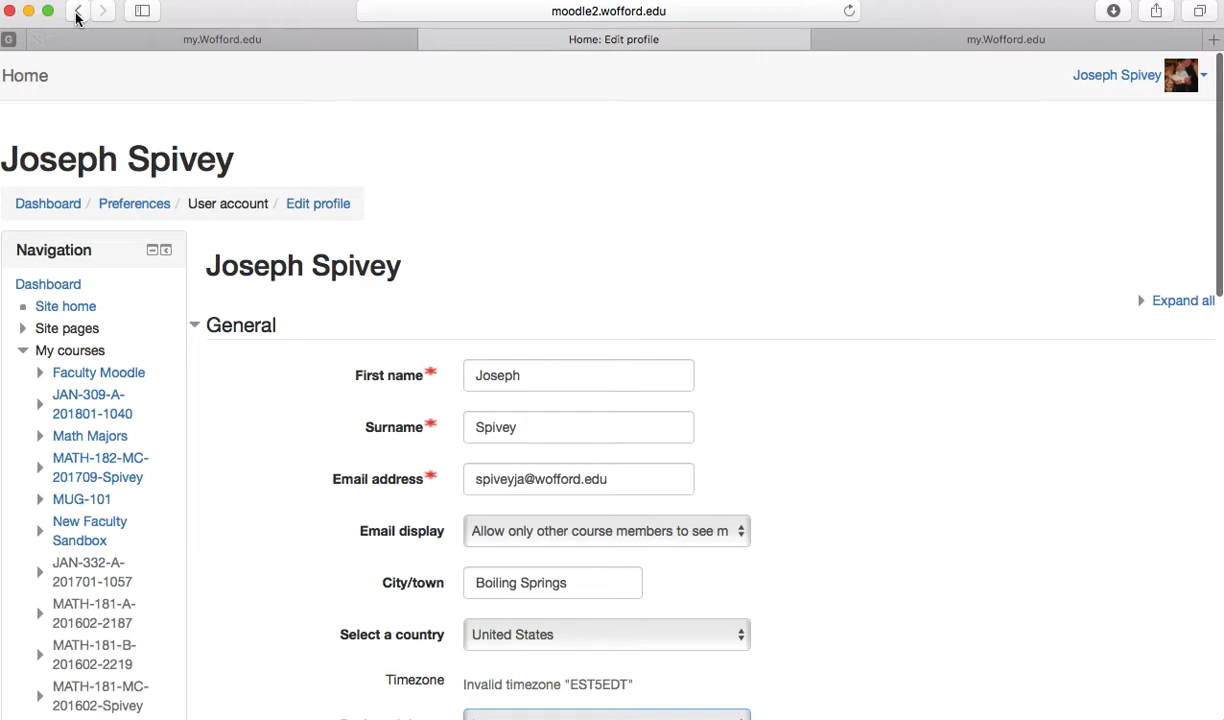 moodle2.wofford.edu
G
my.Wofford.edu
Home: Edit profile
my.Wofford.edu
Home
Joseph Spivey
Joseph Spivey
Dashboard / Preferences / User account / Edit profile
Navigation
Dashboard
Site home
Site pages
My courses
Faculty Moodle
JAN-309-A-
201801-1040
Math Majors
MATH-182-MC-
201709-Spivey
MUG-101
New Faculty
Sandbox
JAN-332-A-
201701-1057
MATH-181-A-
201602-2187
MATH-181-B-
201602-2219
MATH-181-MC-
201602-Spivey
Joseph Spivey
Expand all
General
First name
Joseph
Surname
Spivey
Email address
spiveyja@wofford.edu
Email display
Allow only other course members to see m
City/town
Boiling Springs
Select a country
United States
Timezone
Invalid timezone "EST5EDT"